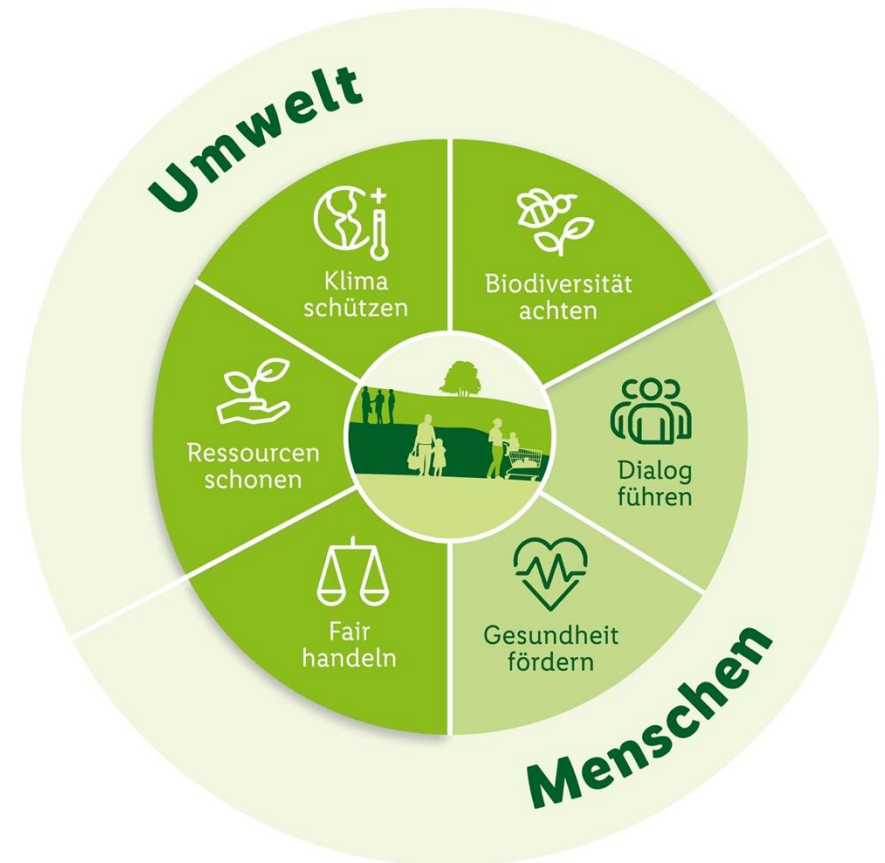 Umwelt
Klima
schützen
Biodiversität
achten
Ressourcen
schonen
Dialog
führen
Fair
handeln
Gesundheit
fördern
Menschen